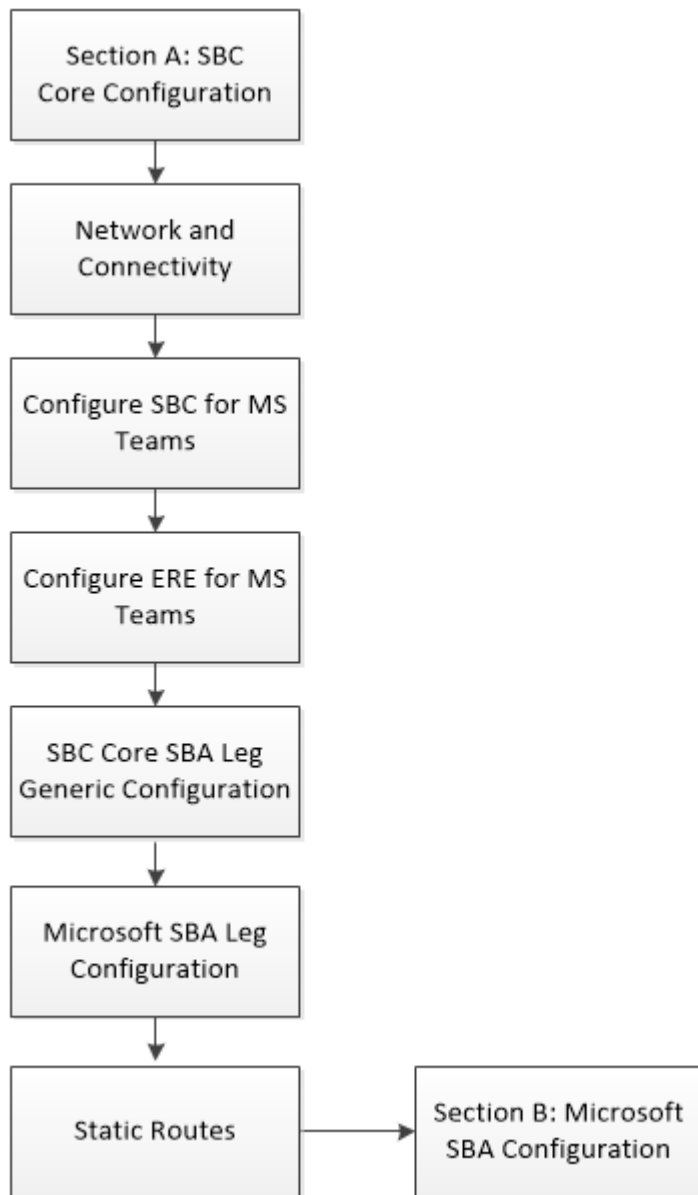 Section A: SBC
Core Configuration
Network and
Connectivity
Configure SBC for MS
Teams
Configure ERE for MS
Teams
SBC Core SBA Leg
Generic Configuration
Microsoft SBA Leg
Configuration
Static Routes
Section B: Microsoft
SBA Configuration